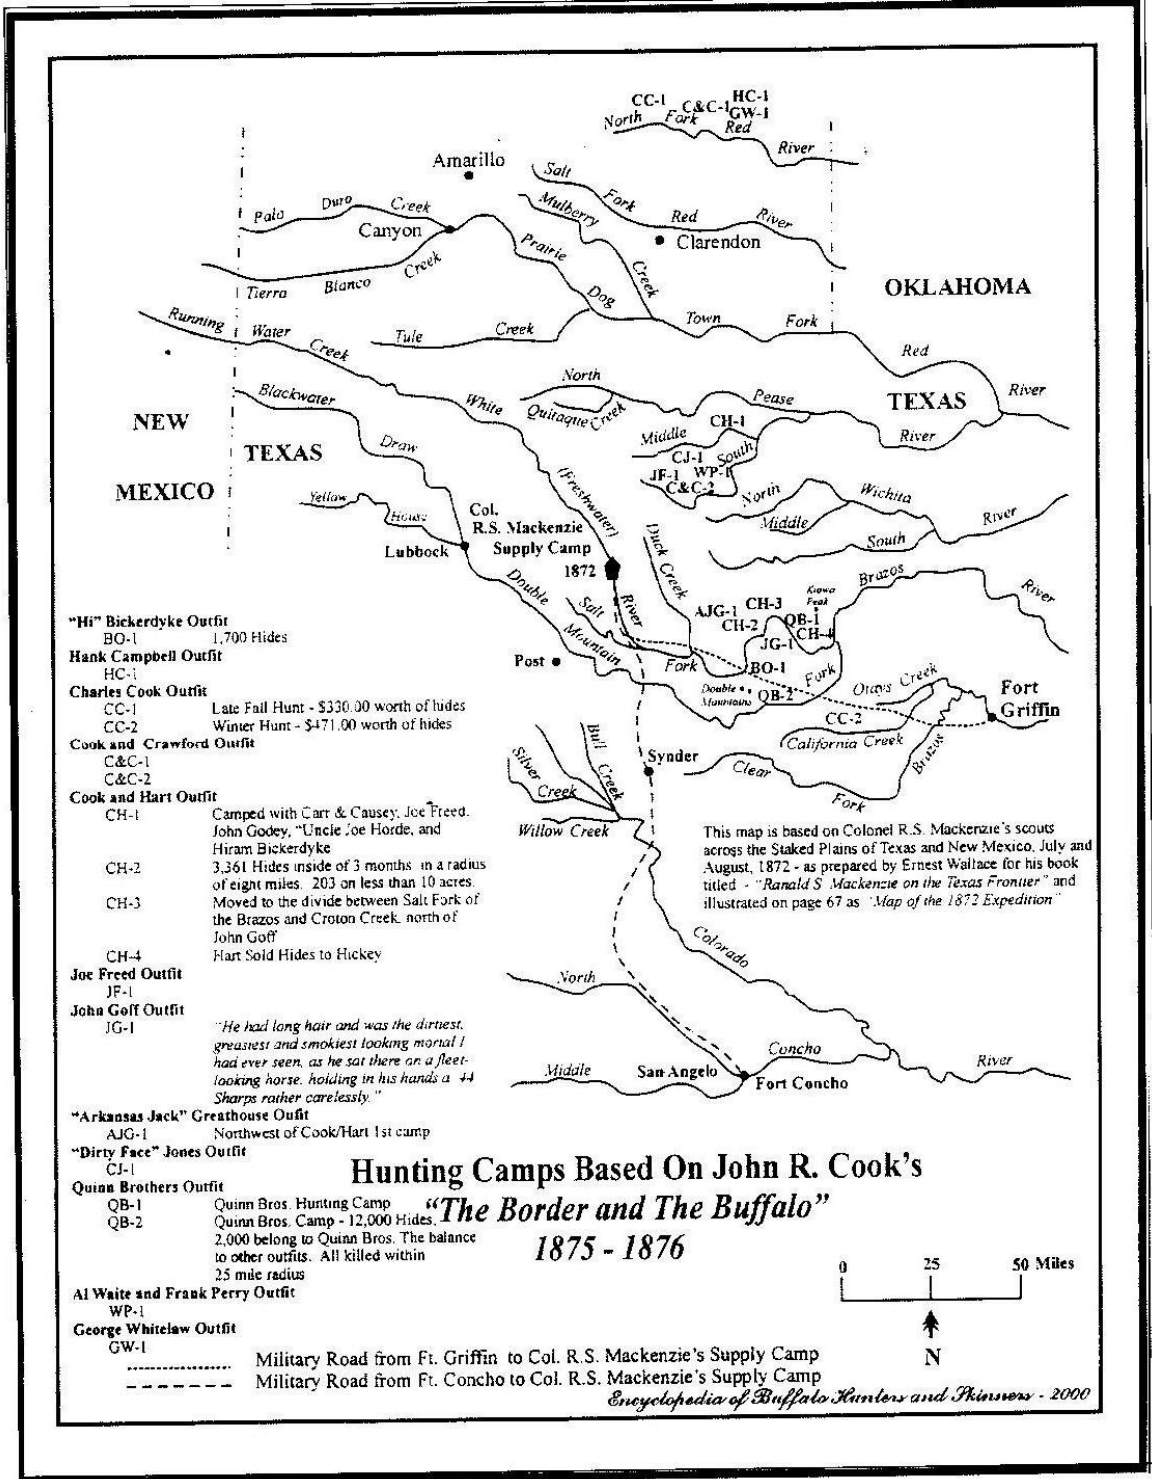 CC-1
C&C-1
HC-1
GW-1
North Fork Red River
Amarillo
Salt Fork Red River
Mulberry Creek
Palo Duro Creek
Canyon
Clarendon
Prairie Dog Town Fork Red River
Tierra Blanco Creek
OKLAHOMA
Running Water Creek
Tule Creek
TEXAS
Blackwater Draw
White (Freshwater) River
North Pease River
Quitaque Creek
NEW
MEXICO
TEXAS
Middle
CH-1
South
CJ-1
JF-1
WP-1
C&C-2
Yellow House
Lubbock
Col.
R.S. Mackenzie
Supply Camp
1872
North Wichita River
Middle
South
Duck Creek
Brazos River
Kiowa
Peak
AJG-1
CH-3
CH-2
QB-1
CH-4
JG-1
BO-1
QB-2
Double Mountain Fork
Salt
Fork
Post
Double
Mountains
Otays Creek
Fort
Griffin
CC-2
California Creek
Clear Fork Brazos
Bull Creek
Silver Creek
Willow Creek
Synder
"Hi" Bickerdyke Outfit
BO-1 1,700 Hides
Hank Campbell Outfit
HC-1
Charles Cook Outfit
CC-1 Late Fall Hunt - $330.00 worth of hides
CC-2 Winter Hunt - $471.00 worth of hides
Cook and Crawford Outfit
C&C-1
C&C-2
Cook and Hart Outfit
CH-1 Camped with Carr & Causey, Joe Freed.
John Godey, "Uncle Joe Horde, and
Hiram Bickerdyke
CH-2 3,361 Hides inside of 3 months in a radius
of eight miles. 203 on less than 10 acres.
CH-3 Moved to the divide between Salt Fork of
the Brazos and Croton Creek, north of
John Goff
CH-4 Hart Sold Hides to Hickey
Joe Freed Outfit
JF-1
John Goff Outfit
JG-1 "He had long hair and was the dirtiest,
greasiest and smokiest looking mortal I
had ever seen, as he sat there on a fleet-
looking horse, holding in his hands a 44
Sharps rather carelessly."
"Arkansas Jack" Greathouse Oufit
AJG-1 Northwest of Cook/Hart 1st camp
"Dirty Face" Jones Outfit
CJ-1
Quinn Brothers Outfit
QB-1 Quinn Bros. Hunting Camp
QB-2 Quinn Bros. Camp - 12,000 Hides,
2,000 belong to Quinn Bros. The balance
to other outfits. All killed within
25 mile radius
Al Waite and Frank Perry Outfit
WP-1
George Whitelaw Outfit
GW-1
This map is based on Colonel R.S. Mackenzie's scouts
across the Staked Plains of Texas and New Mexico, July and
August, 1872 - as prepared by Ernest Wallace for his book
titled - "Ranald S Mackenzie on the Texas Frontier" and
illustrated on page 67 as "Map of the 1872 Expedition"
Colorado River
North
Concho
Middle
San Angelo
Fort Concho
Hunting Camps Based On John R. Cook's
"The Border and The Buffalo"
1875 - 1876
0 25 50 Miles
N
Military Road from Ft. Griffin to Col. R.S. Mackenzie's Supply Camp
Military Road from Ft. Concho to Col. R.S. Mackenzie's Supply Camp
Encyclopedia of Buffalo Hunters and Skinners - 2000